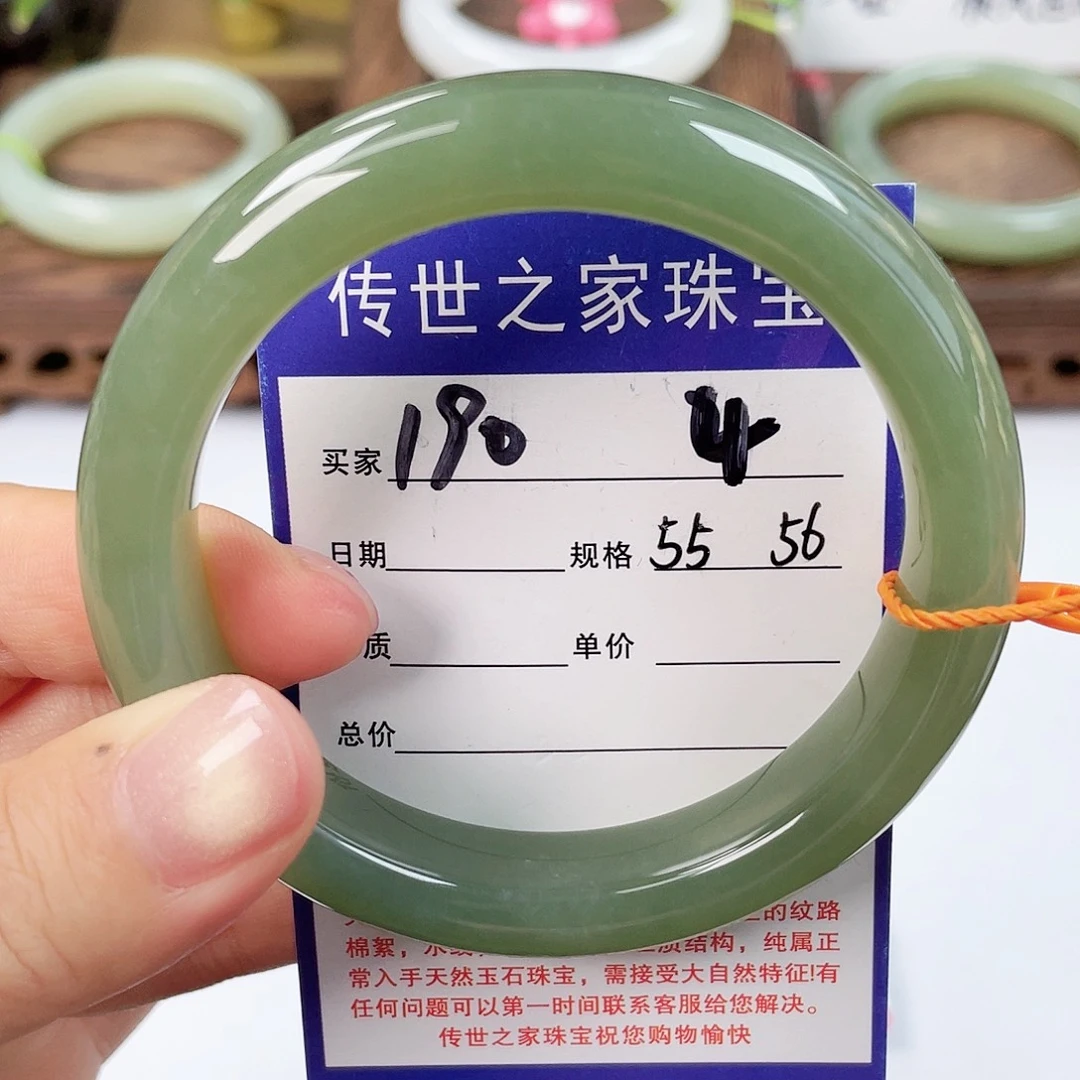 传世之家珠宝
买家 190 4
日期 规格 55 56
质 单价
总价
的纹路
棉絮，水线 质结构，纯属正
常入手天然玉石珠宝，需接受大自然特征!有
任何问题可以第一时间联系客服给您解决。
传世之家珠宝祝您购物愉快